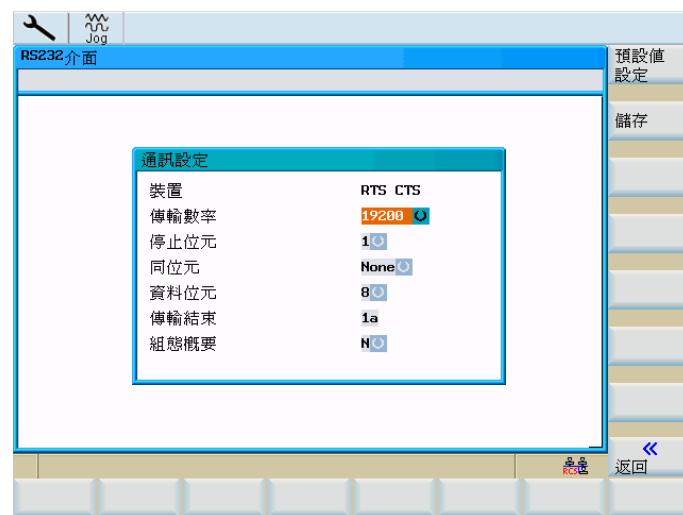 Jog
RS232介面
預設值
設定
儲存
通訊設定
裝置 RTS CTS
傳輸數率 19200
停止位元 1
同位元 None
資料位元 8
傳輸結束 1a
組態概要 N
«
返回
RCS